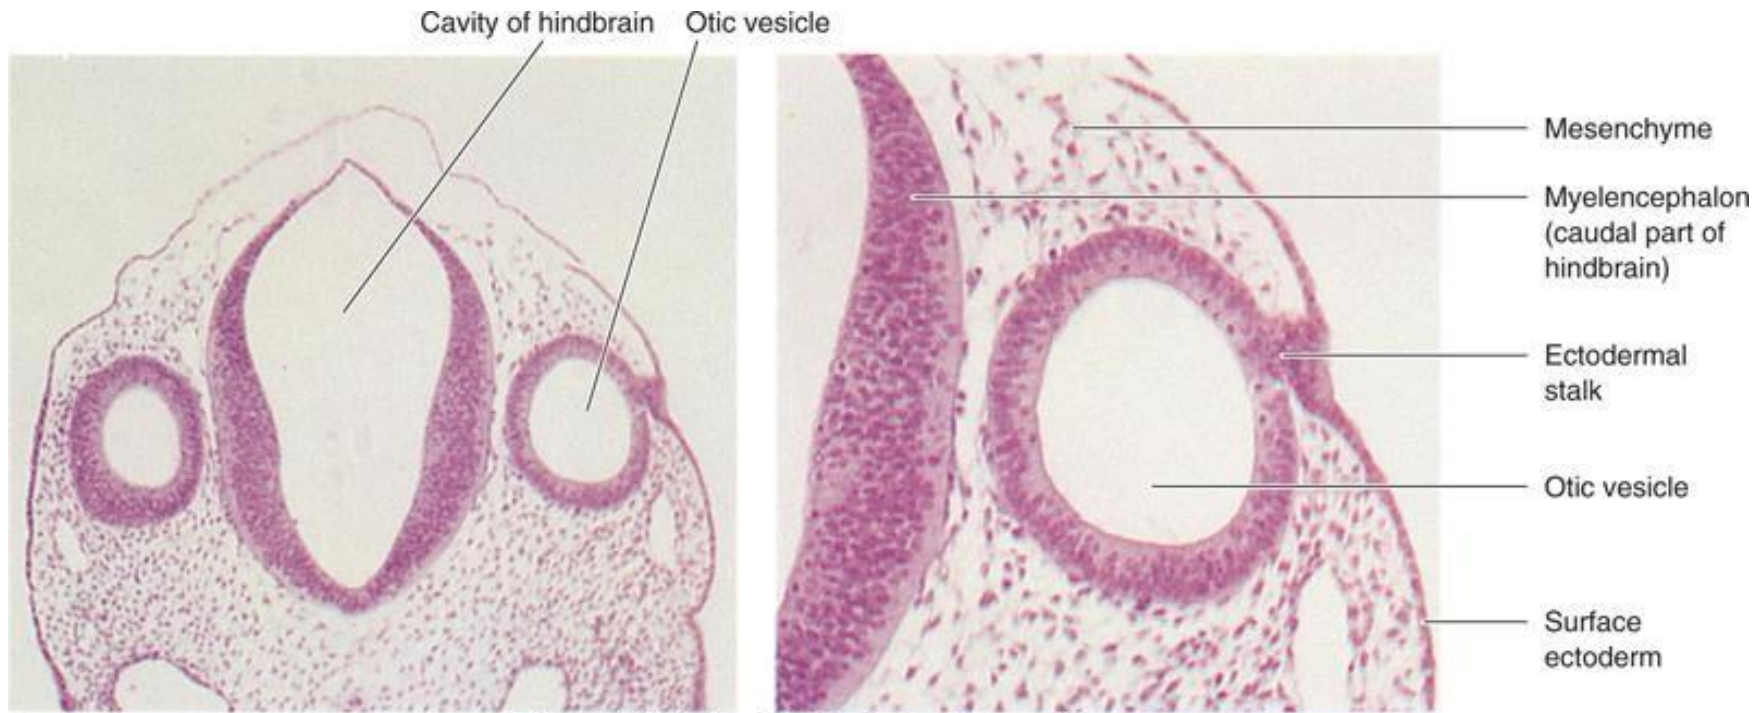 Cavity of hindbrain
Otic vesicle
Mesenchyme
Myelencephalon
(caudal part of
hindbrain)
Ectodermal
stalk
Otic vesicle
Surface
ectoderm